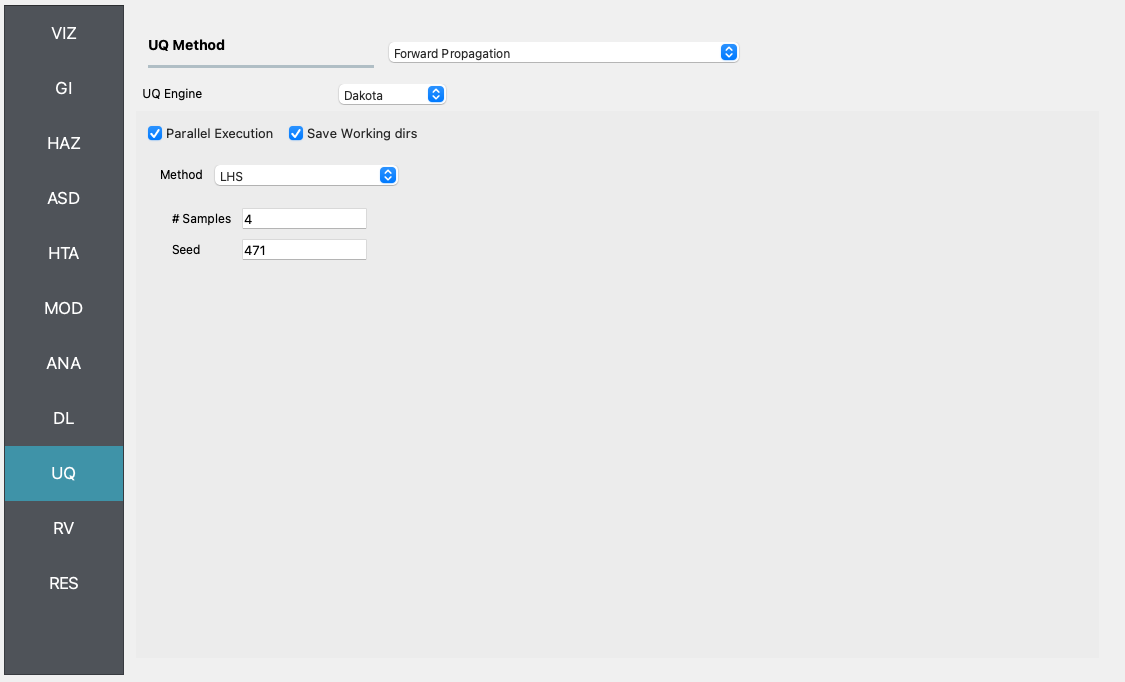 VIZ
GI
HAZ
ASD
HTA
MOD
ANA
DL
UQ
RV
RES
UQ Method Forward Propagation
UQ Engine Dakota
Parallel Execution Save Working dirs
Method LHS
# Samples 4
Seed 471